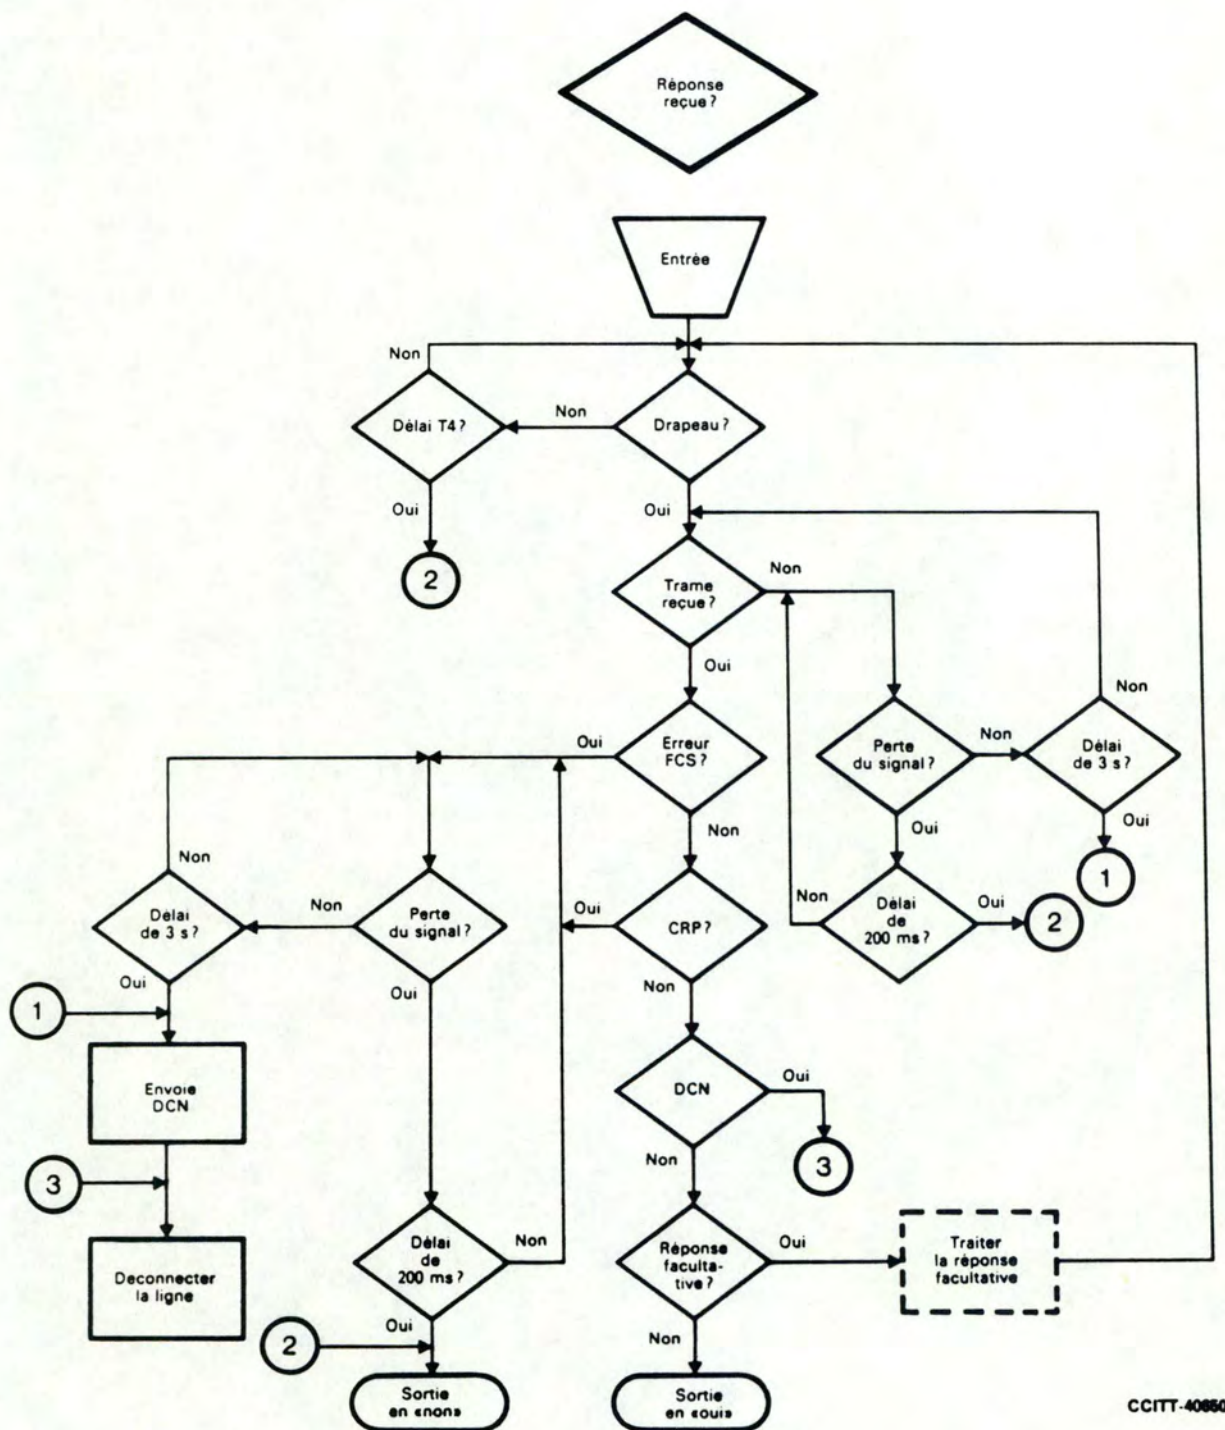 Réponse
reçue ?
Entrée
Non
Délai T4 ?
Non
Drapeau ?
Oui
Oui
2
Trame
reçue ?
Non
Oui
Non
Oui
Erreur
FCS ?
Perte
du signal ?
Non
Délai
de 3 s ?
Non
Oui
Oui
1
Non
Délai
de 3 s ?
Non
Perte
du signal ?
Oui
CRP ?
Non
Délai
de
200 ms ?
Oui
2
Oui
Oui
Non
1
Envoie
DCN
DCN
Oui
3
Non
3
Déconnecter
la ligne
Délai
de
200 ms ?
Non
Réponse
faculta-
tive ?
Oui
Traiter
la réponse
facultative
Oui
2
Non
Sortie
en «non»
Sortie
en «oui»
CCITT-40650